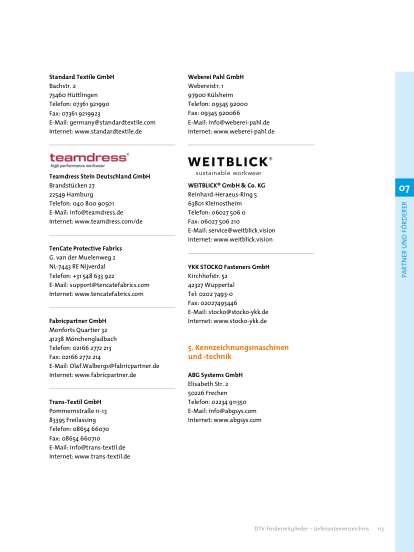 Standard Textile GmbH
Bachstr. 2
73460 Hüttlingen
Telefon: 07361 921990
Fax: 07361 9219923
E-Mail: germany@standardtextile.com
Internet: www.standardtextile.de
teamdress®
high performance workwear
Teamdress Stein Deutschland GmbH
Brandstücken 27
22549 Hamburg
Telefon: 040 800 90501
E-Mail: info@teamdress.de
Internet: www.teamdress.com/de
TenCate Protective Fabrics
G. van der Muelenweg 2
NL-7443 RE Nijverdal
Telefon: +31 548 633 922
E-Mail: support@tencatefabrics.com
Internet: www.tencatefabrics.com
Fabricpartner GmbH
Monforts Quartier 32
41238 Mönchengladbach
Telefon: 02166 2772 213
Fax: 02166 2772 214
E-Mail: Olaf.Walbergs@fabricpartner.de
Internet: www.fabricpartner.de
Trans-Textil GmbH
Pommernstraße 11-13
83395 Freilassing
Telefon: 08654 66070
Fax: 08654 660710
E-Mail: info@trans-textil.de
Internet: www.trans-textil.de
Weberei Pahl GmbH
Webereistr. 1
97900 Külsheim
Telefon: 09345 92000
Fax: 09345 920066
E-Mail: info@weberei-pahl.de
Internet: www.weberei-pahl.de
WEITBLICK®
sustainable workwear
WEITBLICK® GmbH & Co. KG
Reinhard-Heraeus-Ring 5
63801 Kleinostheim
Telefon: 06027 506 0
Fax: 06027 506 210
E-Mail: service@weitblick.vision
Internet: www.weitblick.vision
YKK STOCKO Fasteners GmbH
Kirchhofstr. 52
42327 Wuppertal
Tel: 0202 7493-0
Fax: 02027493446
E-Mail: stocko@stocko-ykk.de
Internet: www.stocko-ykk.de
5. Kennzeichnungsmaschinen
und -technik
ABG Systems GmbH
Elisabeth Str. 2
50226 Frechen
Telefon: 02234 911350
E-Mail: info@abgsys.com
Internet: www.abgsys.com
07
PARTNER UND FÖRDERER
DTV-Fördermitglieder – Lieferantenverzeichnis 113